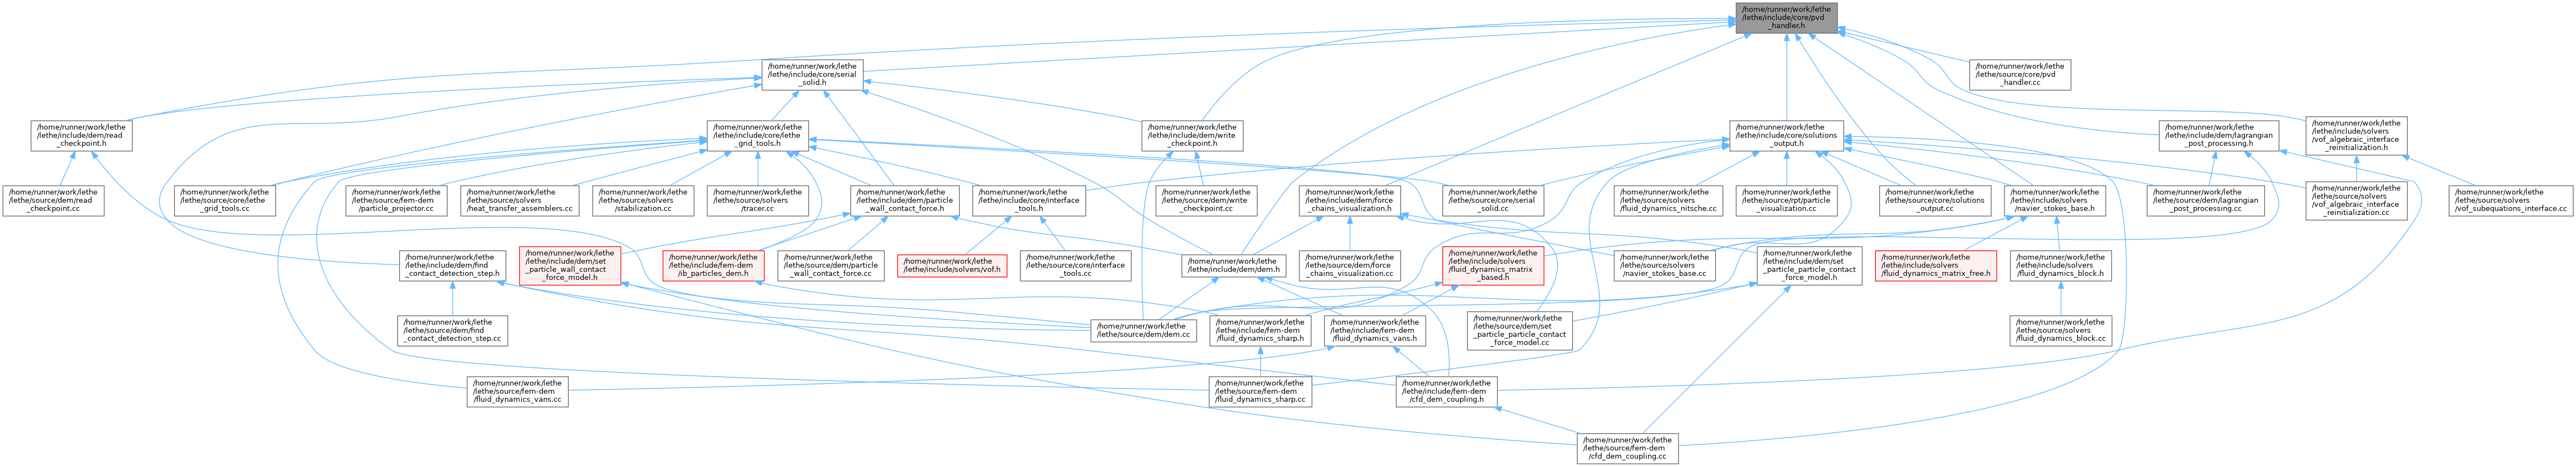 /home/runner/work/lethe
/lethe/include/core/pvd
_handler.h
/home/runner/work/lethe
/lethe/include/core/serial
_solid.h
/home/runner/work/lethe
/lethe/source/core/pvd
_handler.cc
/home/runner/work/lethe
/lethe/include/dem/read
_checkpoint.h
/home/runner/work/lethe
/lethe/include/core/lethe
_grid_tools.h
/home/runner/work/lethe
/lethe/include/dem/write
_checkpoint.h
/home/runner/work/lethe
/lethe/include/core/solutions
_output.h
/home/runner/work/lethe
/lethe/include/dem/lagrangian
_post_processing.h
/home/runner/work/lethe
/lethe/include/solvers
/vof_algebraic_interface
_reinitialization.h
/home/runner/work/lethe
/lethe/source/dem/read
_checkpoint.cc
/home/runner/work/lethe
/lethe/source/core/lethe
_grid_tools.cc
/home/runner/work/lethe
/lethe/source/fem-dem
/particle_projector.cc
/home/runner/work/lethe
/lethe/source/solvers
/heat_transfer_assemblers.cc
/home/runner/work/lethe
/lethe/source/solvers
/stabilization.cc
/home/runner/work/lethe
/lethe/source/solvers
/tracer.cc
/home/runner/work/lethe
/lethe/include/dem/particle
_wall_contact_force.h
/home/runner/work/lethe
/lethe/include/core/interface
_tools.h
/home/runner/work/lethe
/lethe/source/dem/write
_checkpoint.cc
/home/runner/work/lethe
/lethe/include/dem/force
_chains_visualization.h
/home/runner/work/lethe
/lethe/source/core/serial
_solid.cc
/home/runner/work/lethe
/lethe/source/solvers
/fluid_dynamics_nitsche.cc
/home/runner/work/lethe
/lethe/source/rpt/particle
_visualization.cc
/home/runner/work/lethe
/lethe/source/core/solutions
_output.cc
/home/runner/work/lethe
/lethe/include/solvers
/navier_stokes_base.h
/home/runner/work/lethe
/lethe/source/dem/lagrangian
_post_processing.cc
/home/runner/work/lethe
/lethe/source/solvers
/vof_algebraic_interface
_reinitialization.cc
/home/runner/work/lethe
/lethe/source/solvers
/vof_subequations_interface.cc
/home/runner/work/lethe
/lethe/include/dem/find
_contact_detection_step.h
/home/runner/work/lethe
/lethe/include/dem/set
_particle_wall_contact
_force_model.h
/home/runner/work/lethe
/lethe/include/fem-dem
/ib_particles_dem.h
/home/runner/work/lethe
/lethe/source/dem/particle
_wall_contact_force.cc
/home/runner/work/lethe
/lethe/include/solvers/vof.h
/home/runner/work/lethe
/lethe/source/core/interface
_tools.cc
/home/runner/work/lethe
/lethe/include/dem/dem.h
/home/runner/work/lethe
/lethe/source/dem/force
_chains_visualization.cc
/home/runner/work/lethe
/lethe/include/solvers
/fluid_dynamics_matrix
_based.h
/home/runner/work/lethe
/lethe/source/solvers
/navier_stokes_base.cc
/home/runner/work/lethe
/lethe/include/dem/set
_particle_particle_contact
_force_model.h
/home/runner/work/lethe
/lethe/include/solvers
/fluid_dynamics_matrix_free.h
/home/runner/work/lethe
/lethe/include/solvers
/fluid_dynamics_block.h
/home/runner/work/lethe
/lethe/source/dem/find
_contact_detection_step.cc
/home/runner/work/lethe
/lethe/source/dem/dem.cc
/home/runner/work/lethe
/lethe/include/fem-dem
/fluid_dynamics_sharp.h
/home/runner/work/lethe
/lethe/include/fem-dem
/fluid_dynamics_vans.h
/home/runner/work/lethe
/lethe/source/dem/set
_particle_particle_contact
_force_model.cc
/home/runner/work/lethe
/lethe/source/solvers
/fluid_dynamics_block.cc
/home/runner/work/lethe
/lethe/source/fem-dem
/fluid_dynamics_vans.cc
/home/runner/work/lethe
/lethe/source/fem-dem
/fluid_dynamics_sharp.cc
/home/runner/work/lethe
/lethe/include/fem-dem
/cfd_dem_coupling.h
/home/runner/work/lethe
/lethe/source/fem-dem
/cfd_dem_coupling.cc